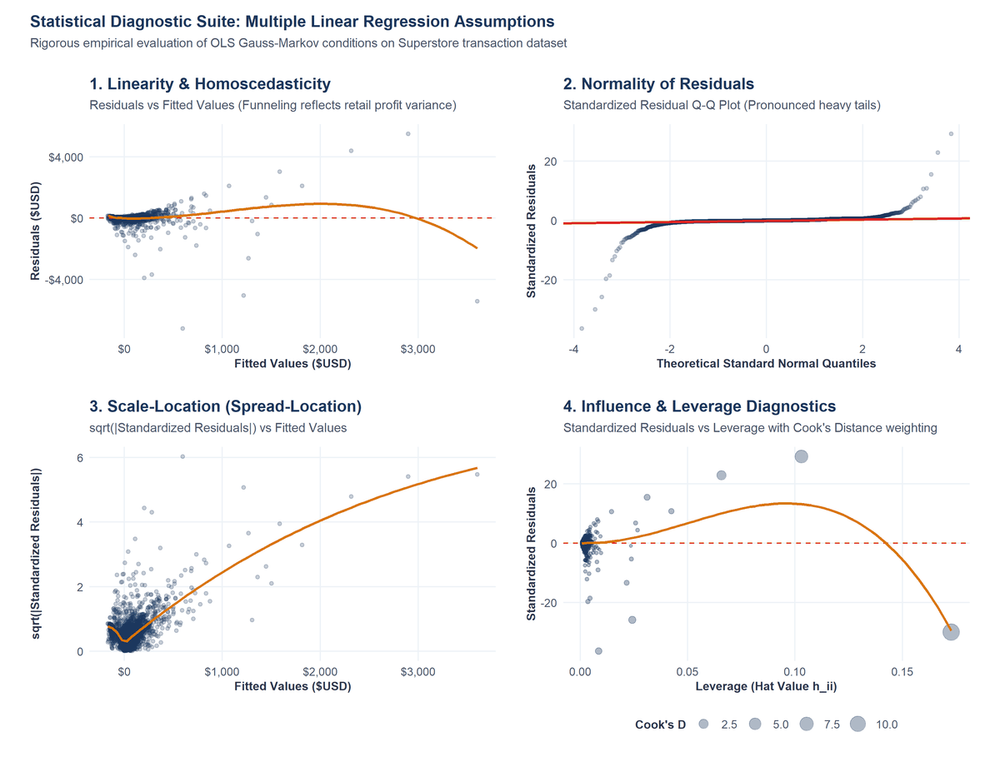 Statistical Diagnostic Suite: Multiple Linear Regression Assumptions
Rigorous empirical evaluation of OLS Gauss-Markov conditions on Superstore transaction dataset
1. Linearity & Homoscedasticity
Residuals vs Fitted Values (Funneling reflects retail profit variance)
Residuals ($USD)
$4,000
$0
-$4,000
$0 $1,000 $2,000 $3,000
Fitted Values ($USD)
2. Normality of Residuals
Standardized Residual Q-Q Plot (Pronounced heavy tails)
Standardized Residuals
20
0
-20
-4 -2 0 2 4
Theoretical Standard Normal Quantiles
3. Scale-Location (Spread-Location)
sqrt(|Standardized Residuals|) vs Fitted Values
sqrt(|Standardized Residuals|)
6
4
2
0
$0 $1,000 $2,000 $3,000
Fitted Values ($USD)
4. Influence & Leverage Diagnostics
Standardized Residuals vs Leverage with Cook's Distance weighting
Standardized Residuals
20
0
-20
0.00 0.05 0.10 0.15
Leverage (Hat Value h_ii)
Cook's D 2.5 5.0 7.5 10.0